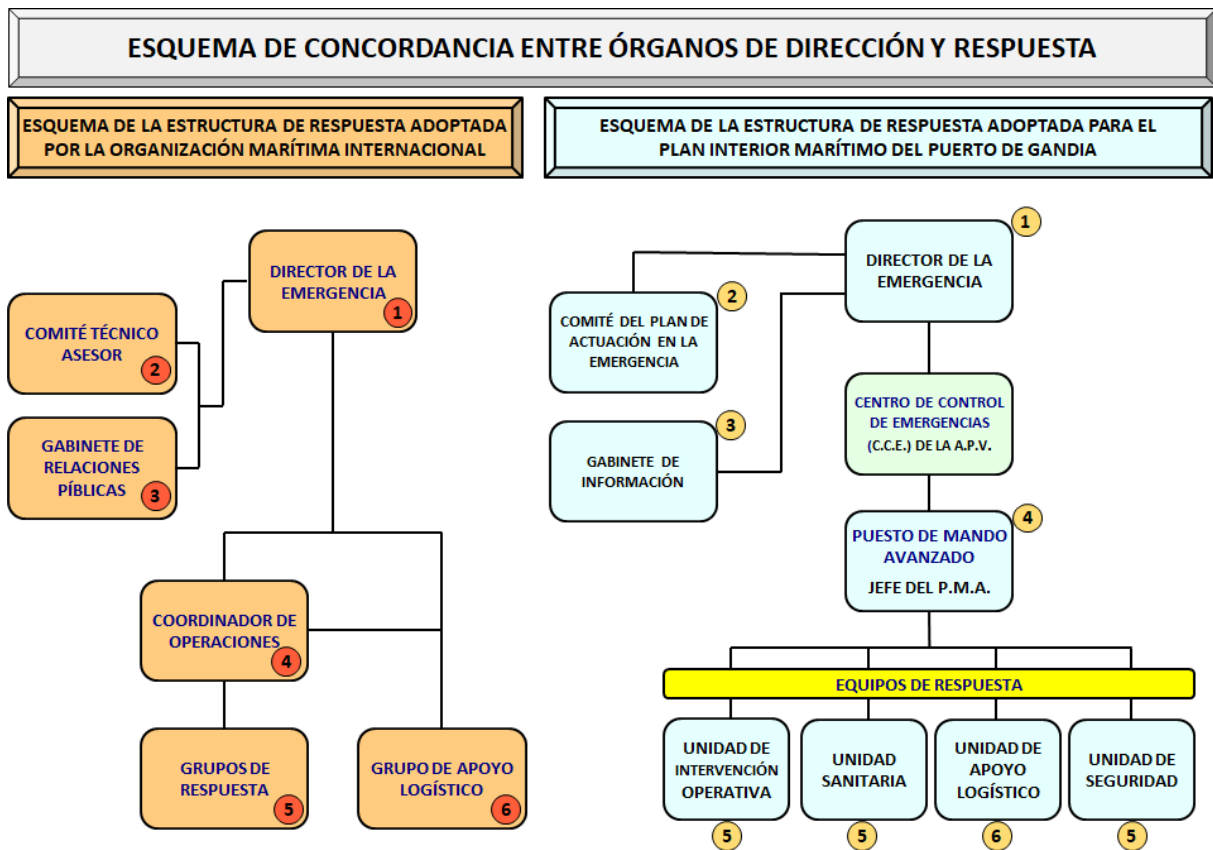 ESQUEMA DE CONCORDANCIA ENTRE ÓRGANOS DE DIRECCIÓN Y RESPUESTA
ESQUEMA DE LA ESTRUCTURA DE RESPUESTA ADOPTADA
POR LA ORGANIZACIÓN MARÍTIMA INTERNACIONAL
DIRECTOR DE LA
EMERGENCIA
1
COMITÉ TÉCNICO
ASESOR
2
GABINETE DE
RELACIONES
PÍBLICAS
3
COORDINADOR DE
OPERACIONES
4
GRUPOS DE
RESPUESTA
5
GRUPO DE APOYO
LOGÍSTICO
6
ESQUEMA DE LA ESTRUCTURA DE RESPUESTA ADOPTADA PARA EL
PLAN INTERIOR MARÍTIMO DEL PUERTO DE GANDIA
1
DIRECTOR DE LA
EMERGENCIA
2
COMITÉ DEL PLAN DE
ACTUACIÓN EN LA
EMERGENCIA
3
GABINETE DE
INFORMACIÓN
CENTRO DE CONTROL
DE EMERGENCIAS
(C.C.E.) DE LA A.P.V.
4
PUESTO DE MANDO
AVANZADO
JEFE DEL P.M.A.
EQUIPOS DE RESPUESTA
UNIDAD DE
INTERVENCIÓN
OPERATIVA
5
UNIDAD
SANITARIA
5
UNIDAD DE
APOYO
LOGÍSTICO
6
UNIDAD DE
SEGURIDAD
5